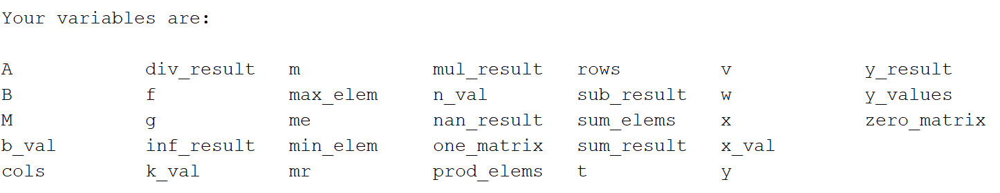 Your variables are:
A div_result m mul_result rows v y_result
B f max_elem n_val sub_result w y_values
M g me nan_result sum_elems x zero_matrix
b_val inf_result min_elem one_matrix sum_result x_val
cols k_val mr prod_elems t y